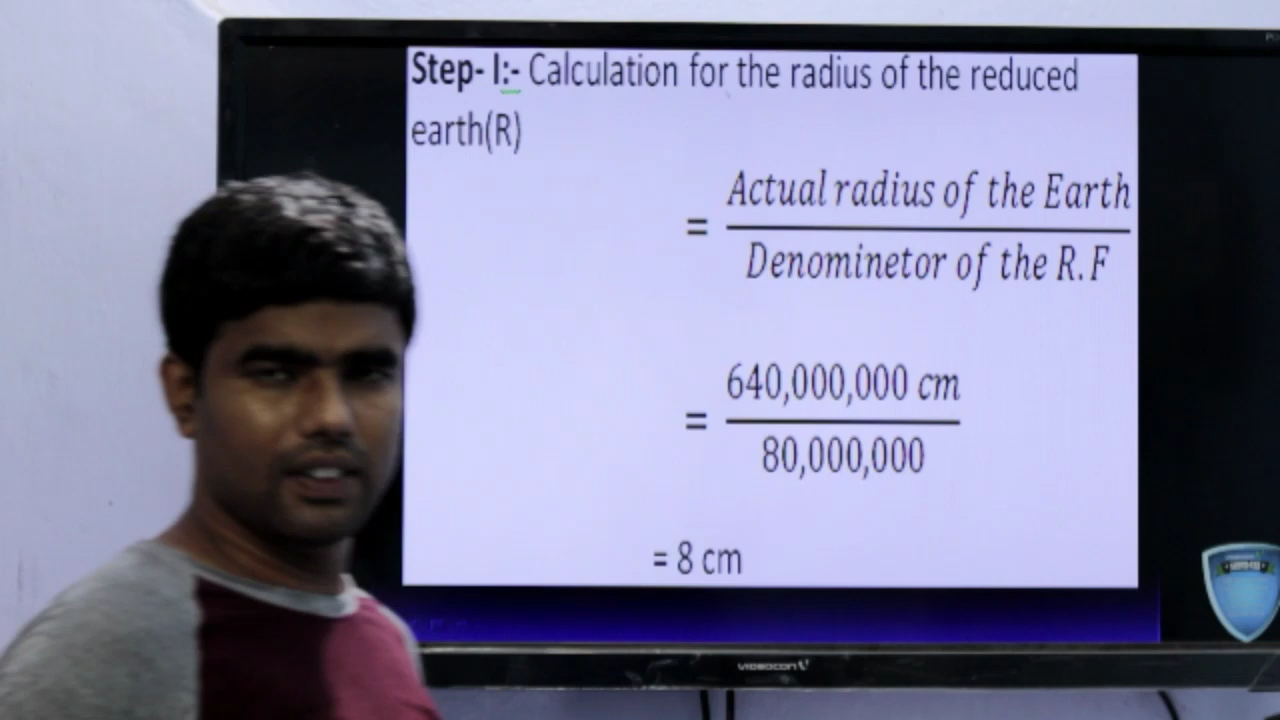 Step- I:- Calculation for the radius of the reduced
earth(R)
= Actual radius of the Earth
Denominetor of the R.F
= 640,000,000 cm
80,000,000
= 8 cm
VIDEOCON